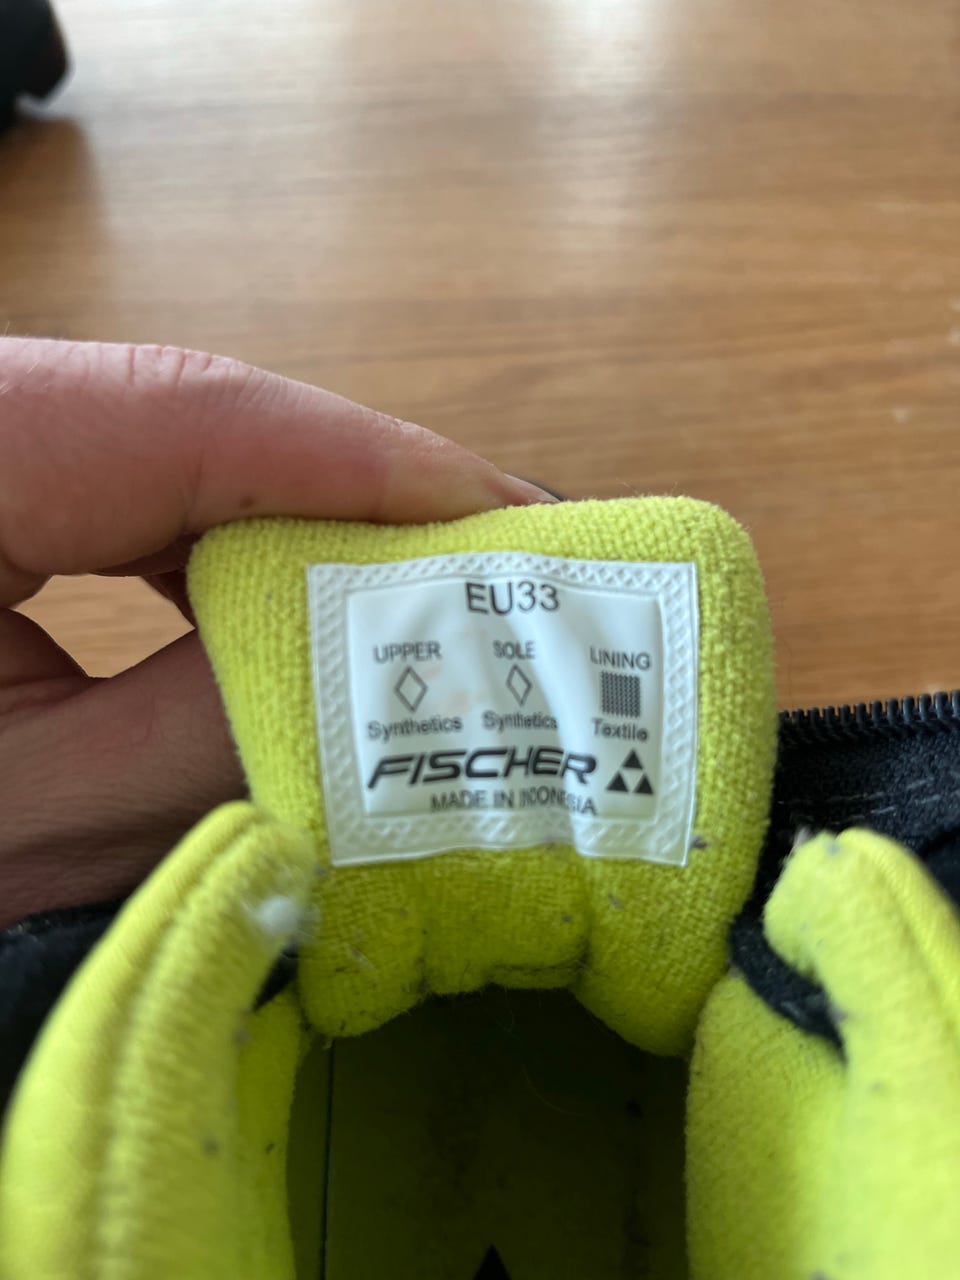 EU33
UPPER SOLE LINING
Synthetics Synthetics Textile
FISCHER
MADE IN INDONESIA